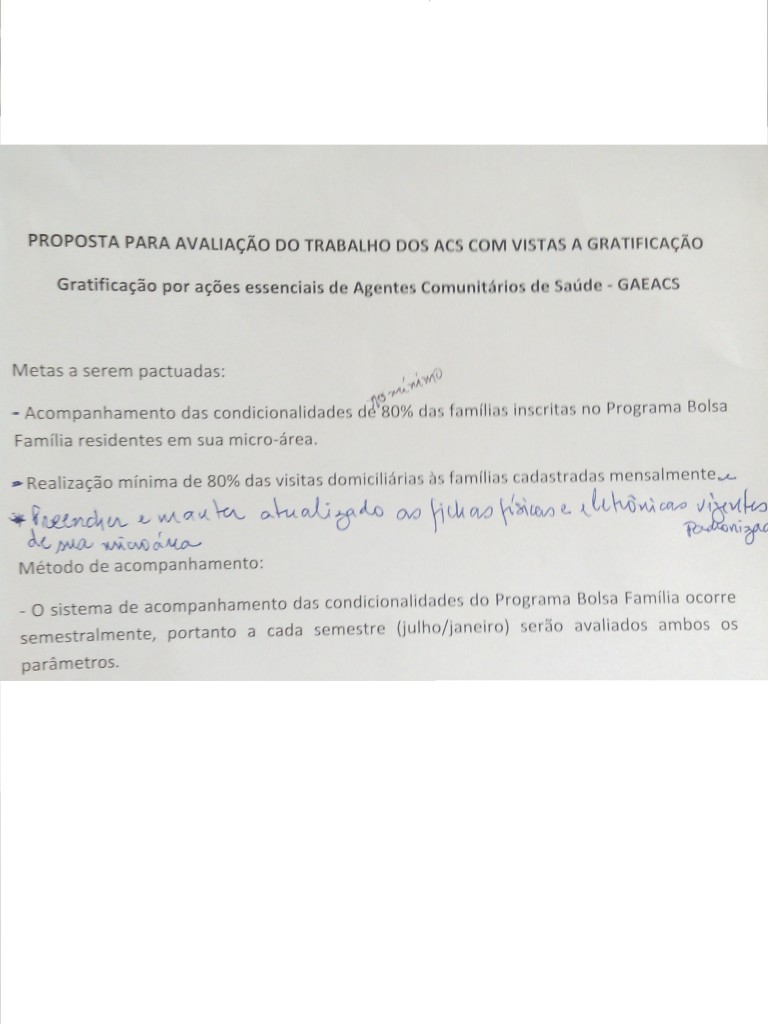 PROPOSTA PARA AVALIAÇÃO DO TRABALHO DOS ACS COM VISTAS A GRATIFICAÇÃO
Gratificação por ações essenciais de Agentes Comunitários de Saúde - GAEACS
Metas a serem pactuadas:
no mínimo
- Acompanhamento das condicionalidades de 80% das famílias inscritas no Programa Bolsa
Família residentes em sua micro-área.
- Realização mínima de 80% das visitas domiciliárias às famílias cadastradas mensalmente e
* Preencher e manter atualizado as fichas físicas e eletrônicas vigentes
Padronizad
de sua microárea
Método de acompanhamento:
- O sistema de acompanhamento das condicionalidades do Programa Bolsa Família ocorre
semestralmente, portanto a cada semestre (julho/janeiro) serão avaliados ambos os
parâmetros.